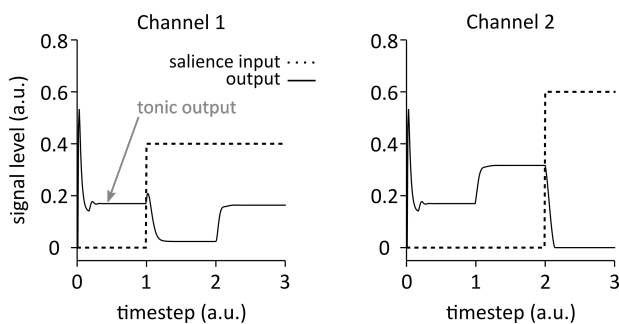 Channel 1
Channel 2
0.8
0.6
0.4
0.2
0
signal level (a.u.)
salience input
output
tonic output
0 1 2 3
timestep (a.u.)
0.8
0.6
0.4
0.2
0
0 1 2 3
timestep (a.u.)